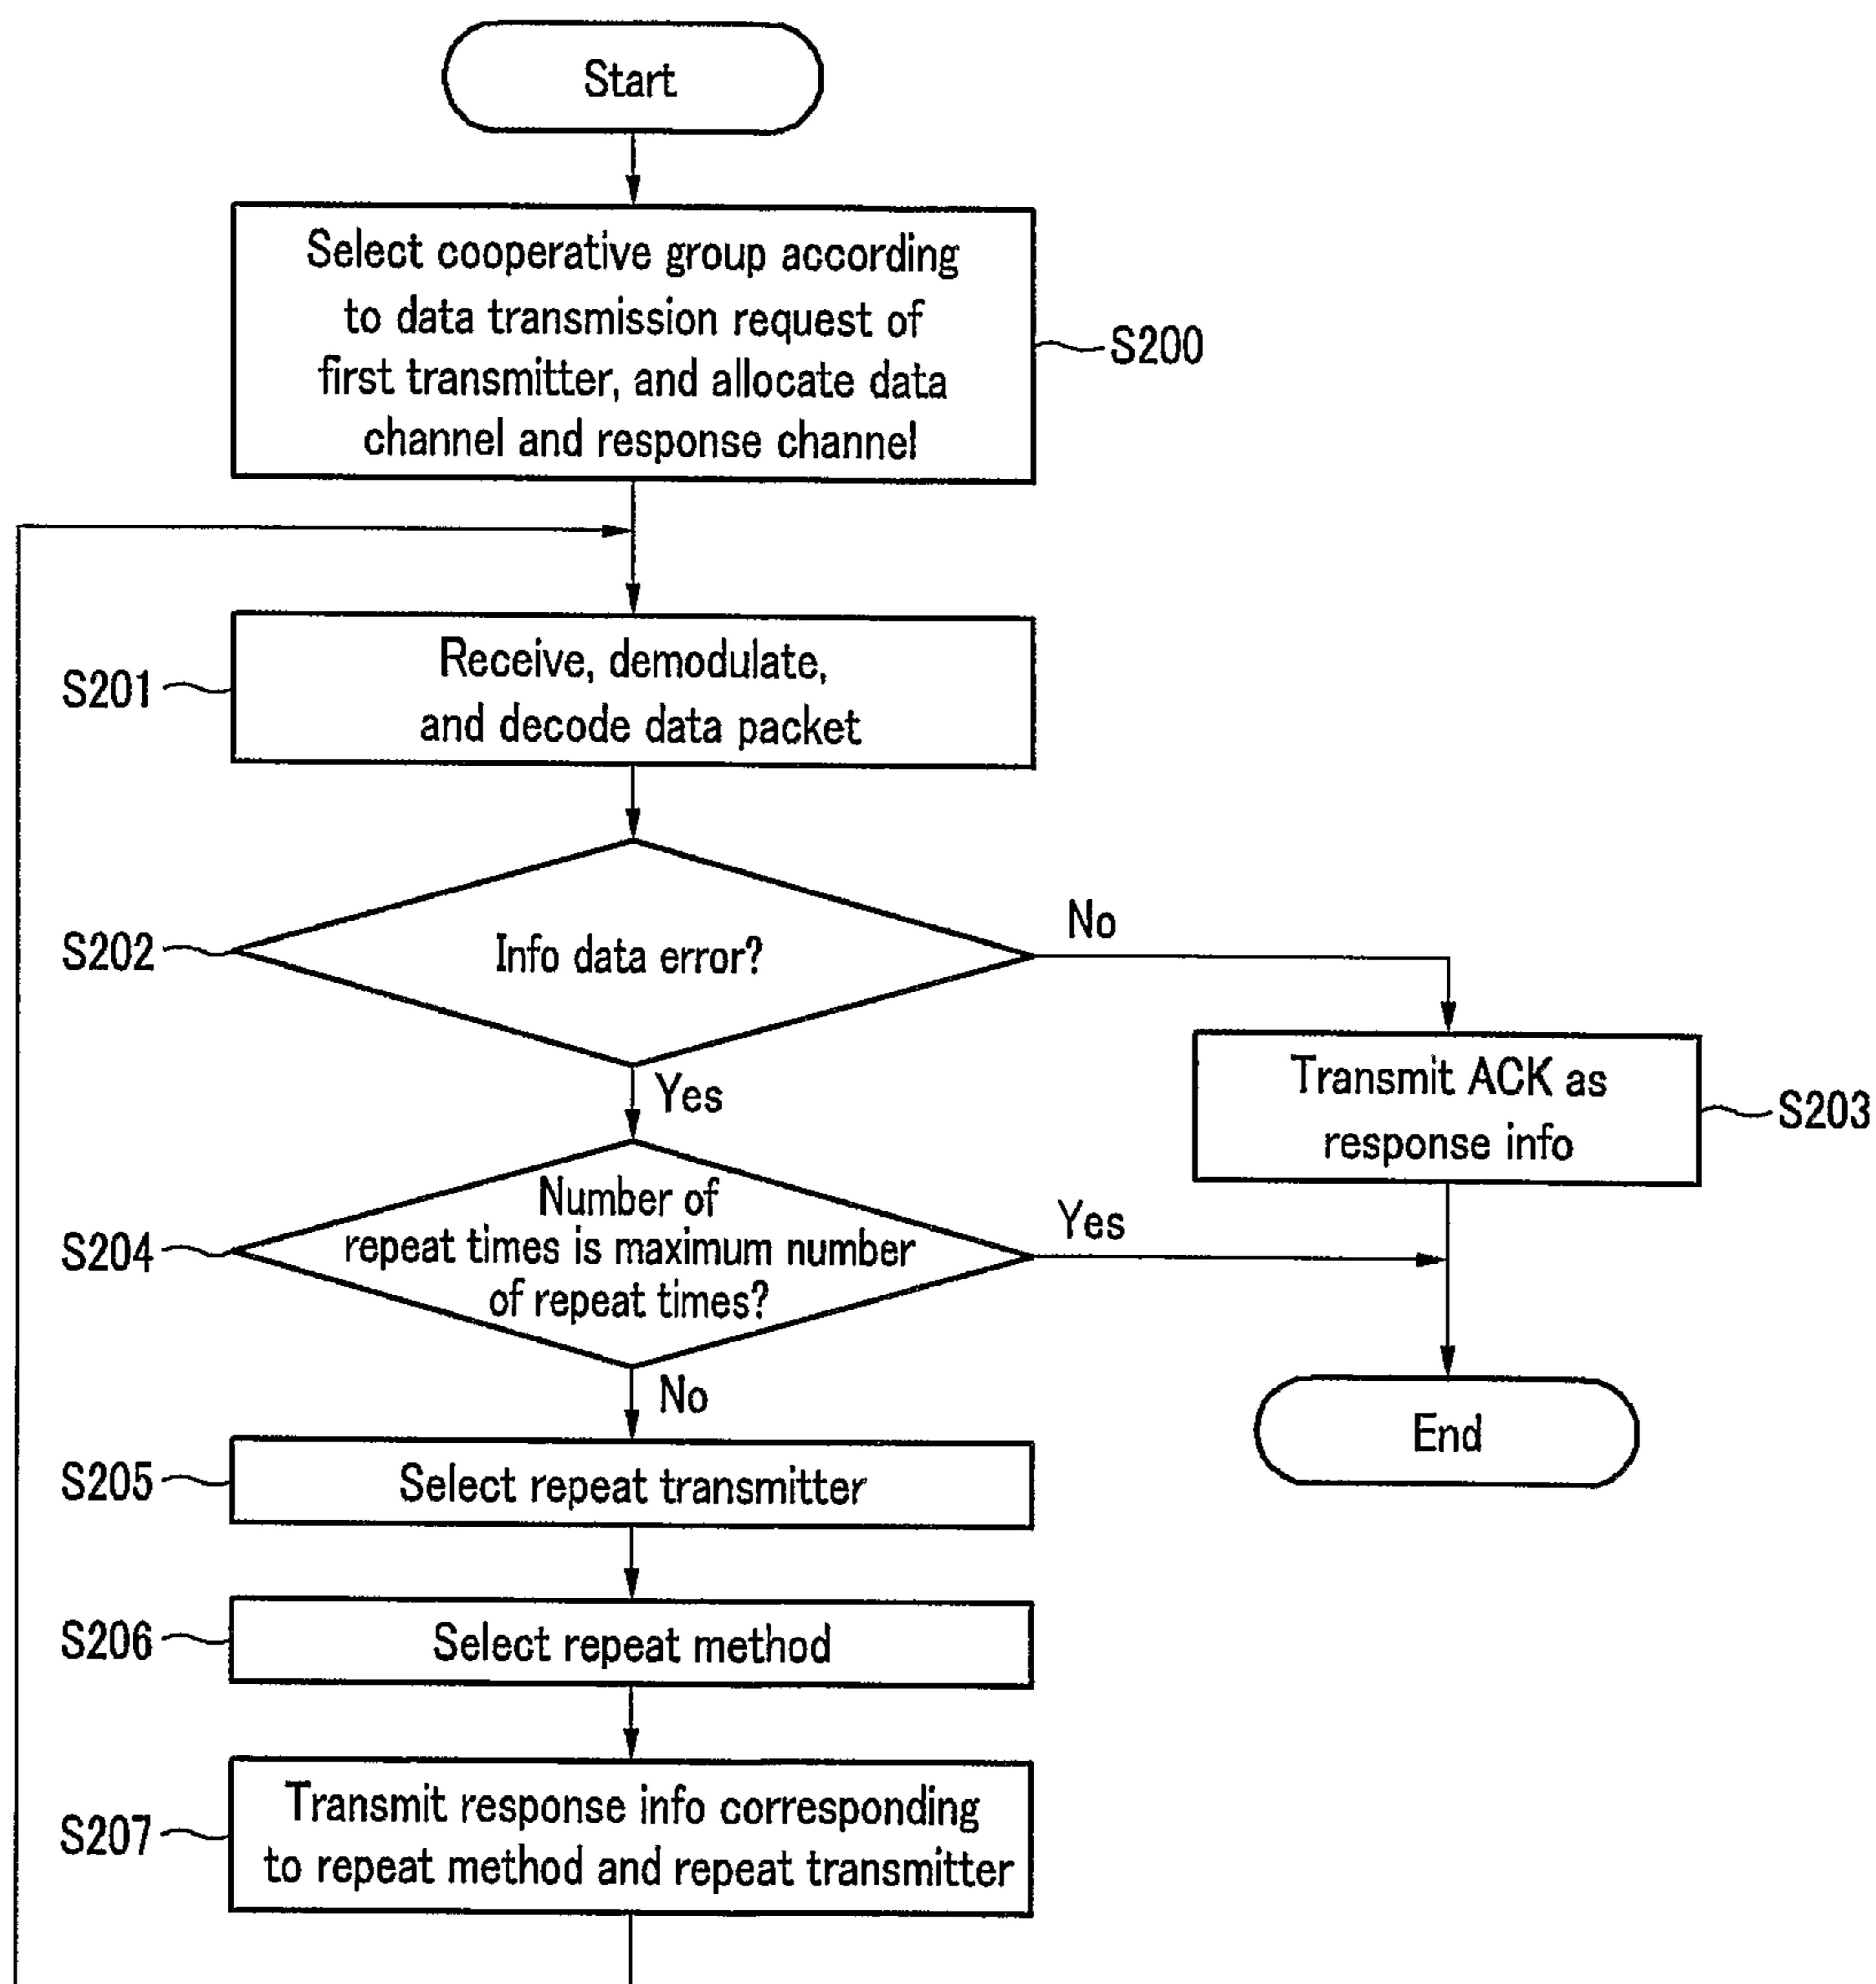 Start
Select cooperative group according
to data transmission request of
first transmitter, and allocate data
channel and response channel
S200
S201
Receive, demodulate,
and decode data packet
S202
Info data error?
No
Yes
Transmit ACK as
response info
S203
S204
Number of
repeat times is maximum number
of repeat times?
Yes
No
End
S205
Select repeat transmitter
S206
Select repeat method
S207
Transmit response info corresponding
to repeat method and repeat transmitter